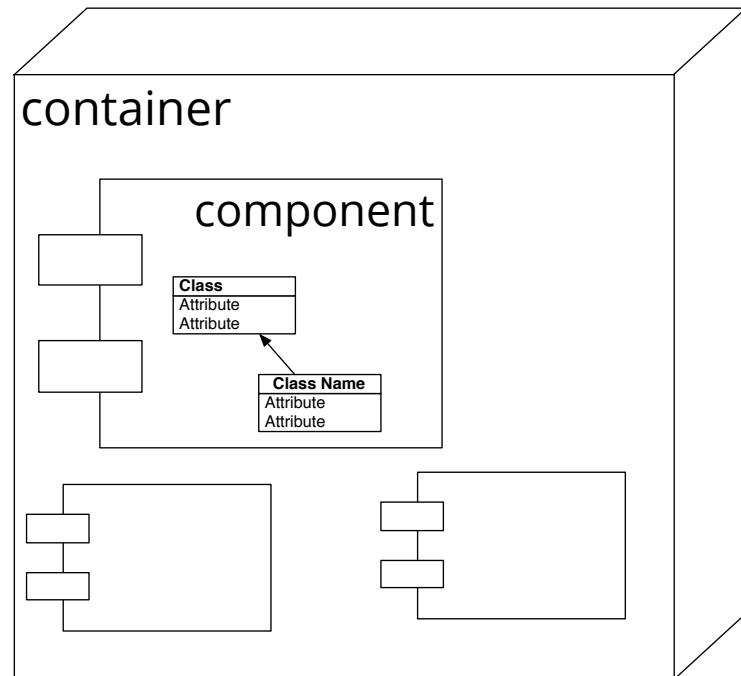 container
component
Class
Attribute
Attribute
Class Name
Attribute
Attribute